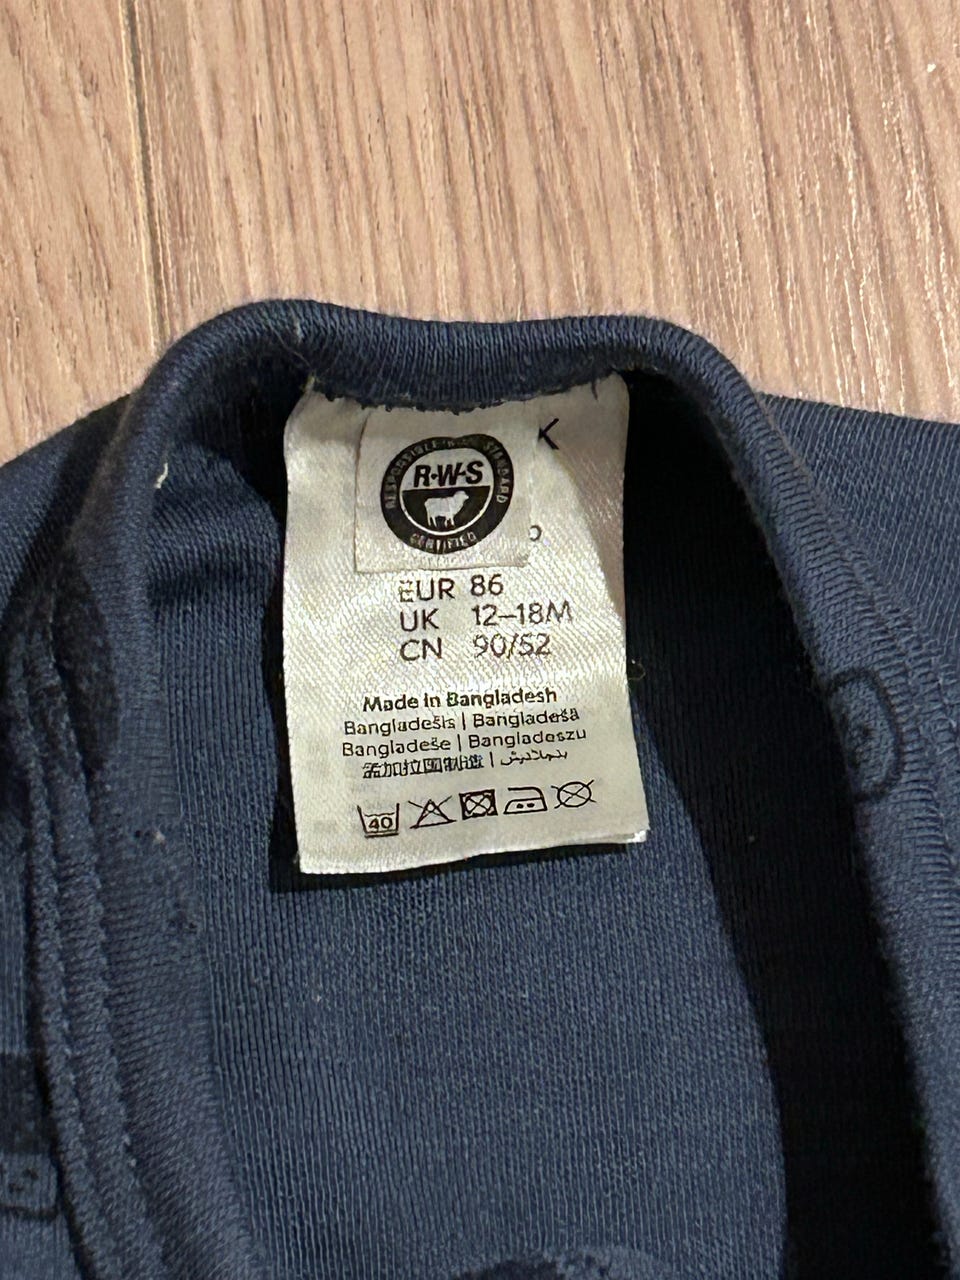 K
RESPONSIBLE WOOL STANDARD
R·W·S
CERTIFIED
EUR 86
UK 12–18M
CN 90/52
Made in Bangladesh
Bangladešis | Bangladešā
Bangladeše | Bangladeszu
孟加拉国制造 |
40